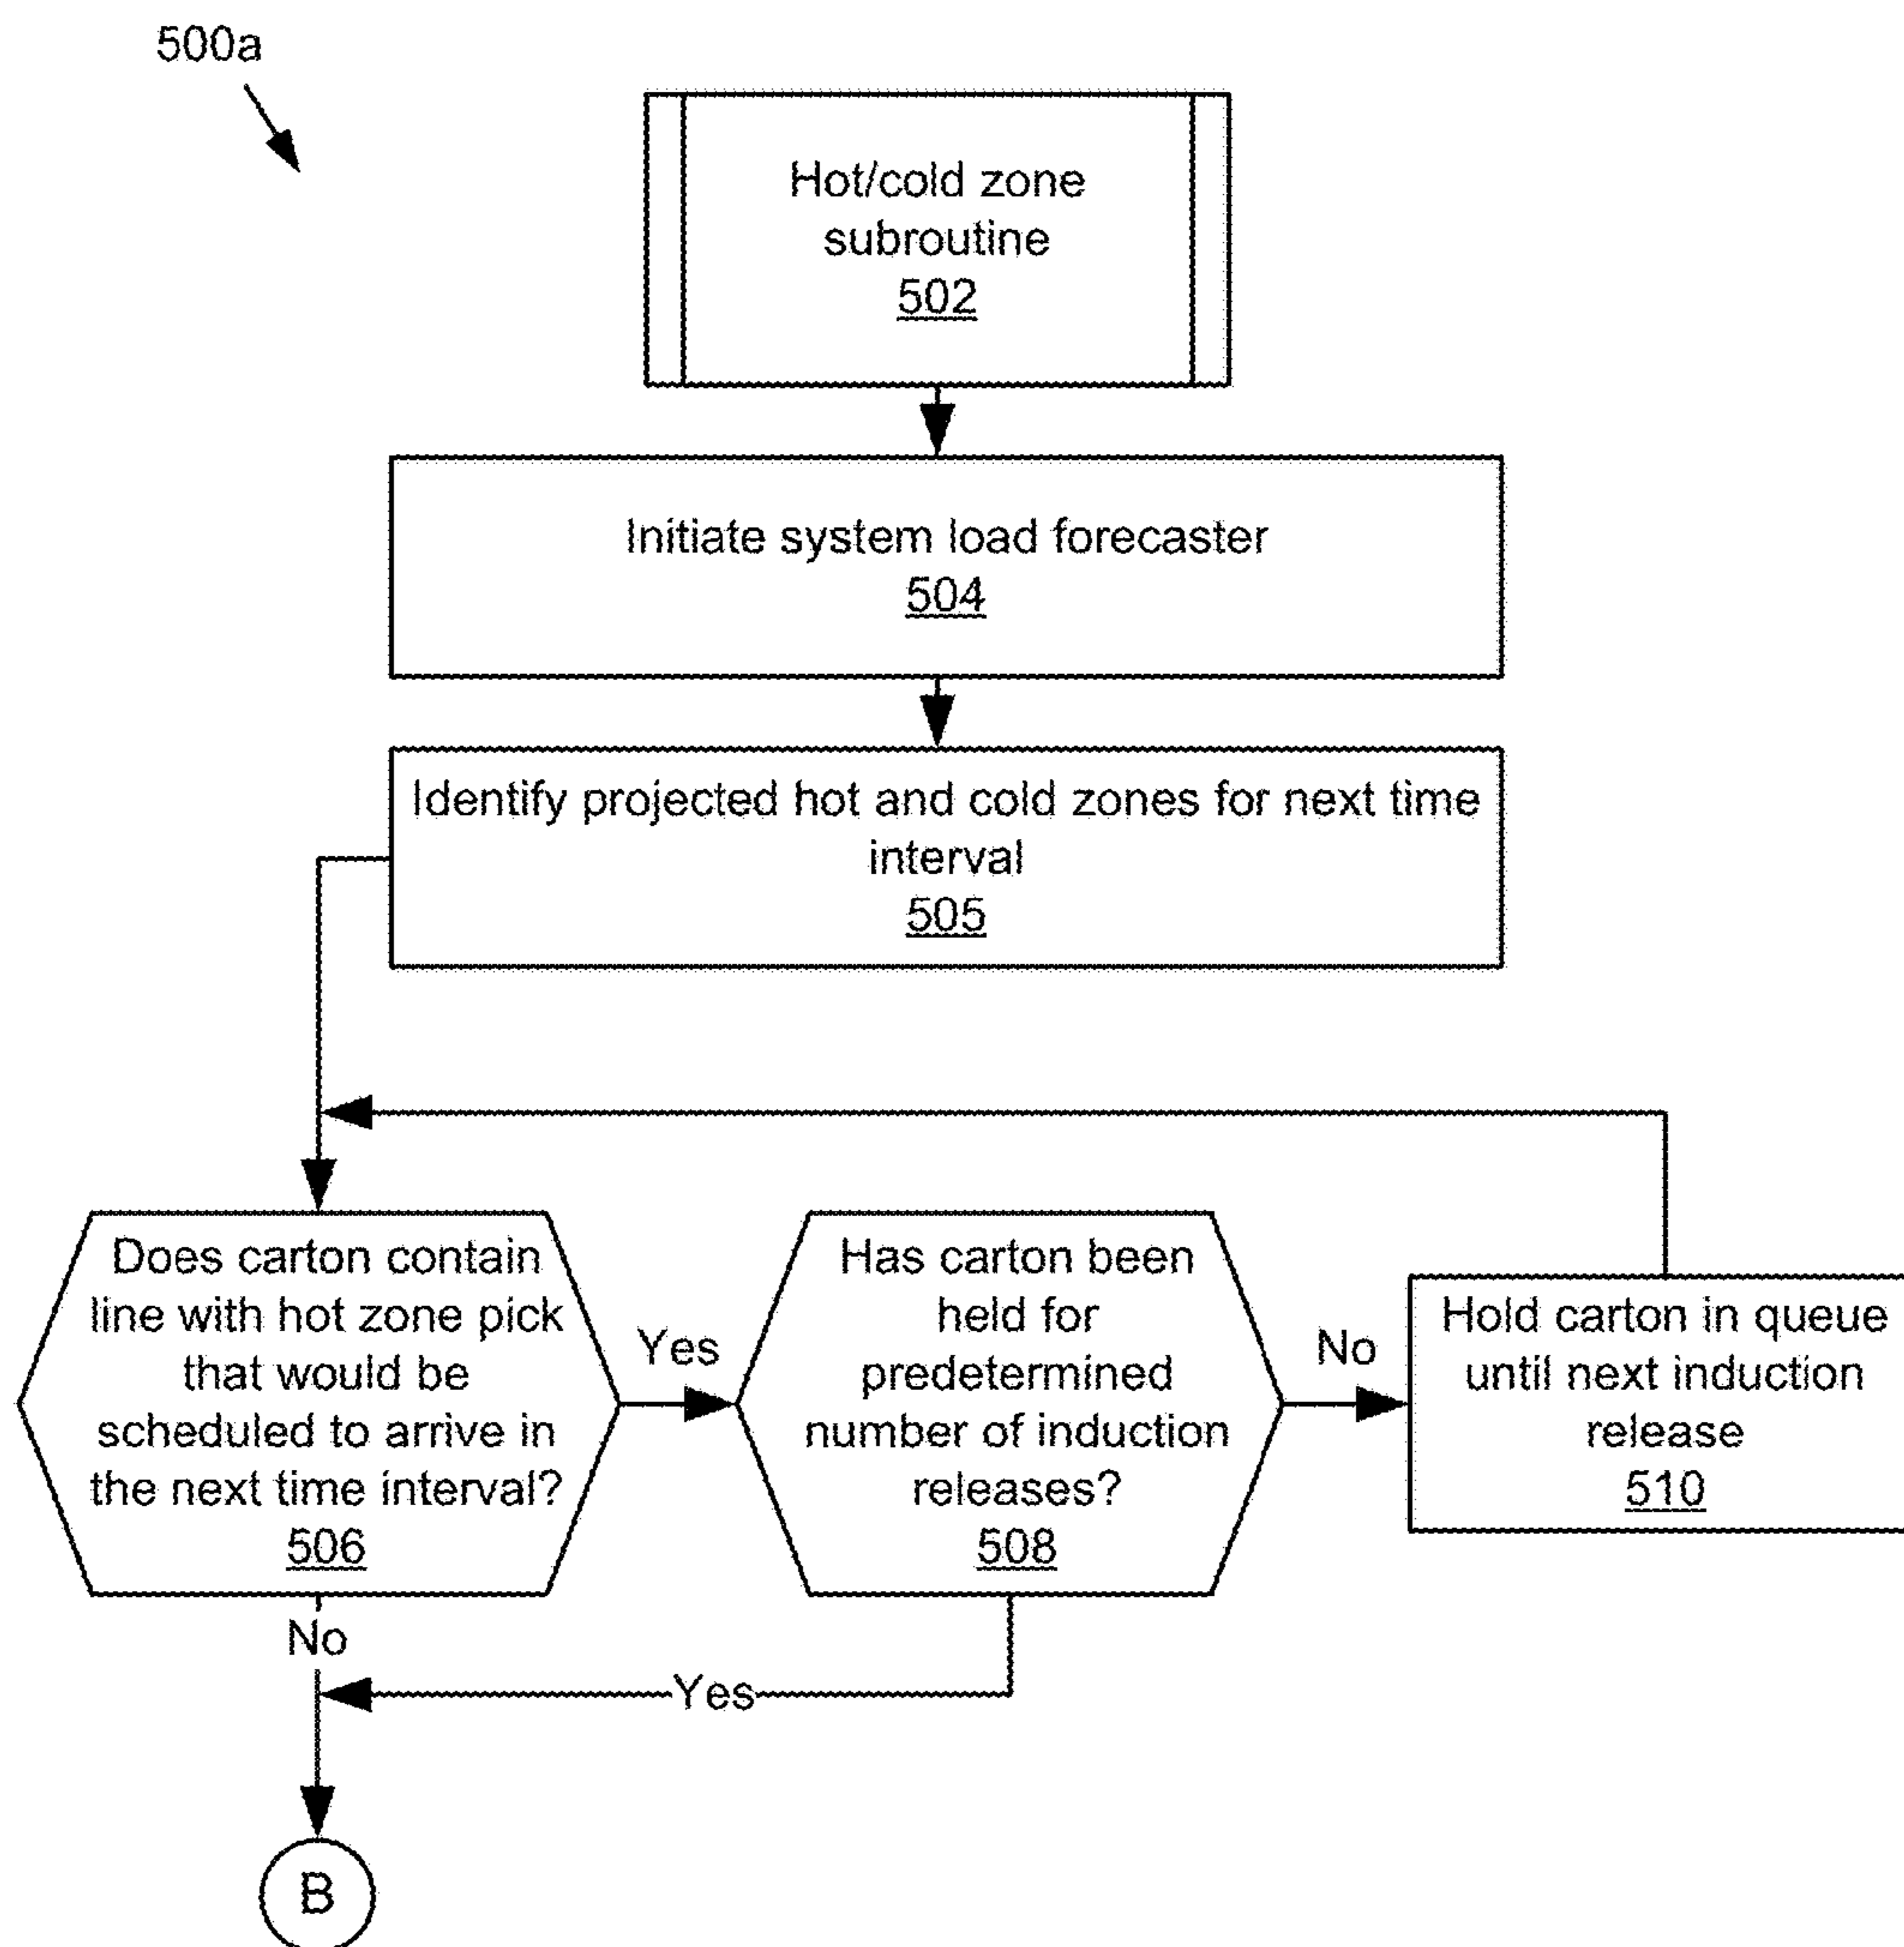 500a
Hot/cold zone
subroutine
502
Initiate system load forecaster
504
Identify projected hot and cold zones for next time
interval
505
Does carton contain
line with hot zone pick
that would be
scheduled to arrive in
the next time interval?
506
Yes
Has carton been
held for
predetermined
number of induction
releases?
508
No
Hold carton in queue
until next induction
release
510
No
Yes
B